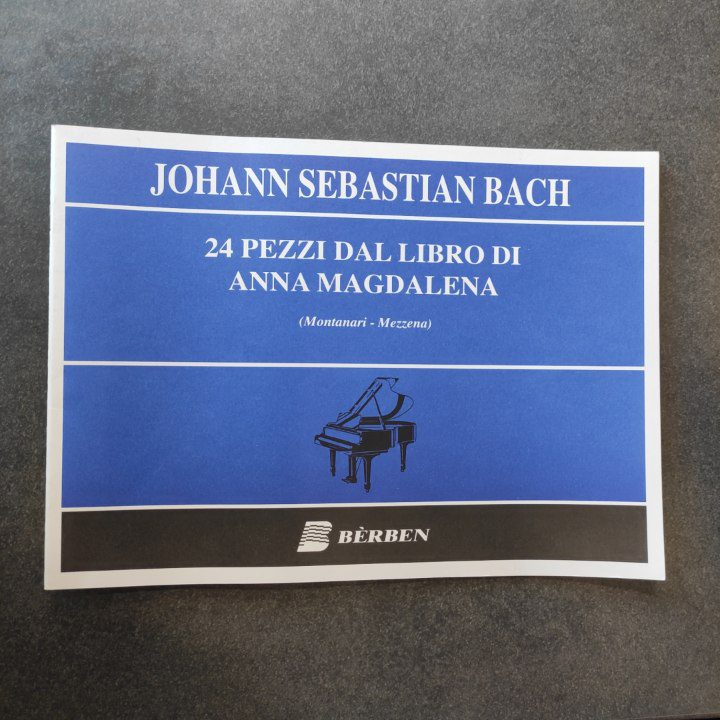 JOHANN SEBASTIAN BACH
24 PEZZI DAL LIBRO DI
ANNA MAGDALENA
(Montanari - Mezzena)
BÈRBEN